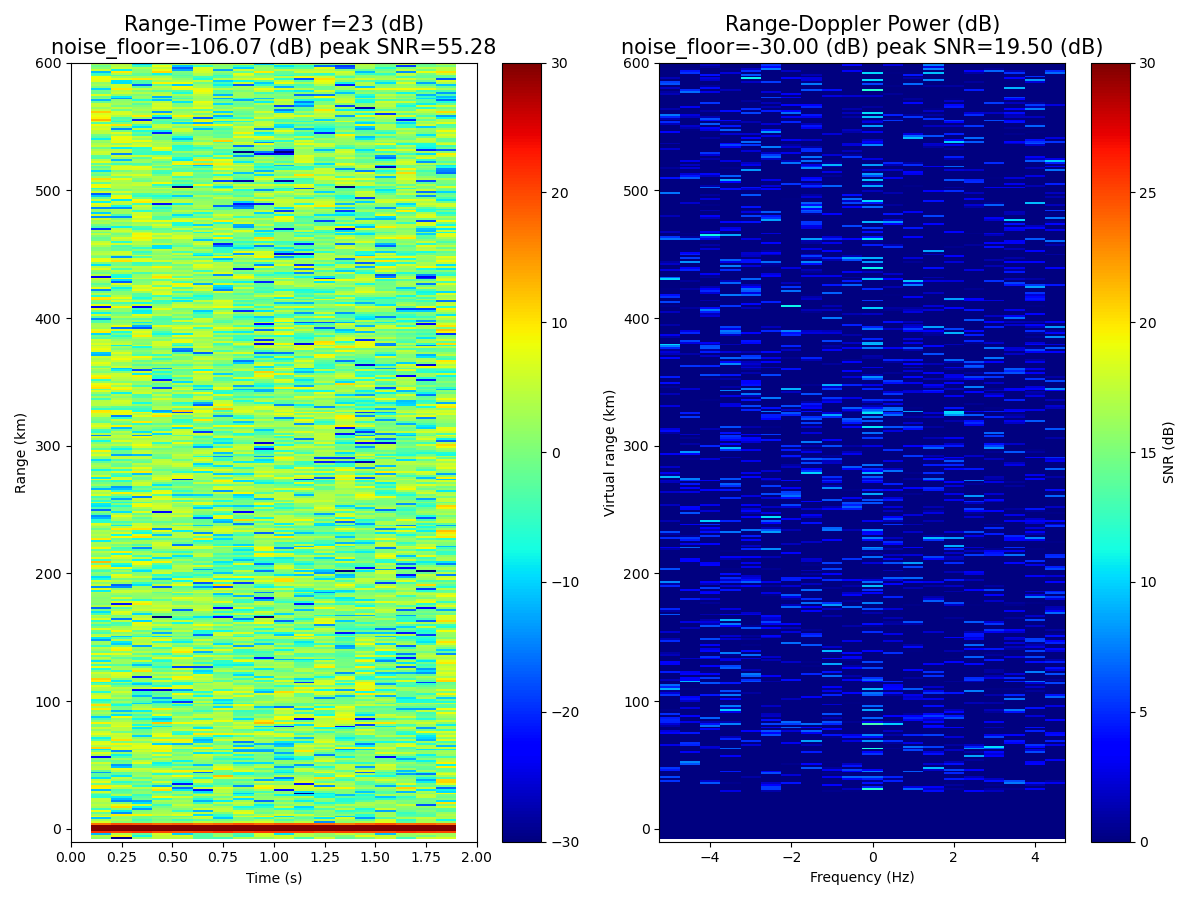 Range-Time Power f=23 (dB)
noise_floor=-106.07 (dB) peak SNR=55.28
600
500
400
300
200
100
0
Range (km)
0.00 0.25 0.50 0.75 1.00 1.25 1.50 1.75 2.00
Time (s)
30
20
10
0
−10
−20
−30
Range-Doppler Power (dB)
noise_floor=-30.00 (dB) peak SNR=19.50 (dB)
600
500
400
300
200
100
0
Virtual range (km)
−4 −2 0 2 4
Frequency (Hz)
30
25
20
15
10
5
0
SNR (dB)